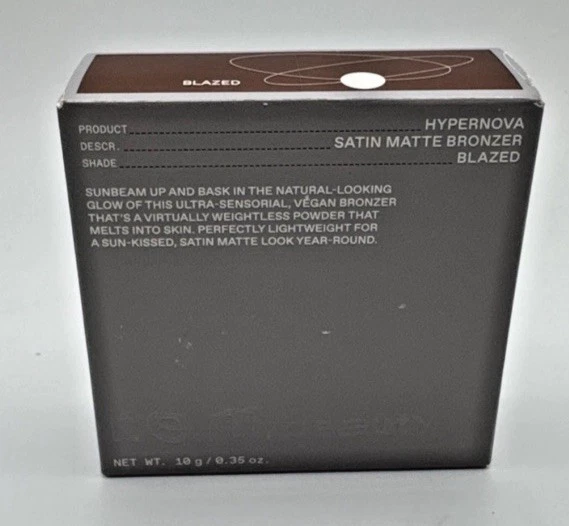 BLAZED
PRODUCT HYPERNOVA
DESCR. SATIN MATTE BRONZER
SHADE BLAZED
SUNBEAM UP AND BASK IN THE NATURAL-LOOKING
GLOW OF THIS ULTRA-SENSORIAL, VEGAN BRONZER
THAT'S A VIRTUALLY WEIGHTLESS POWDER THAT
MELTS INTO SKIN. PERFECTLY LIGHTWEIGHT FOR
A SUN-KISSED, SATIN MATTE LOOK YEAR-ROUND.
NET WT. 10 g / 0.35 oz.